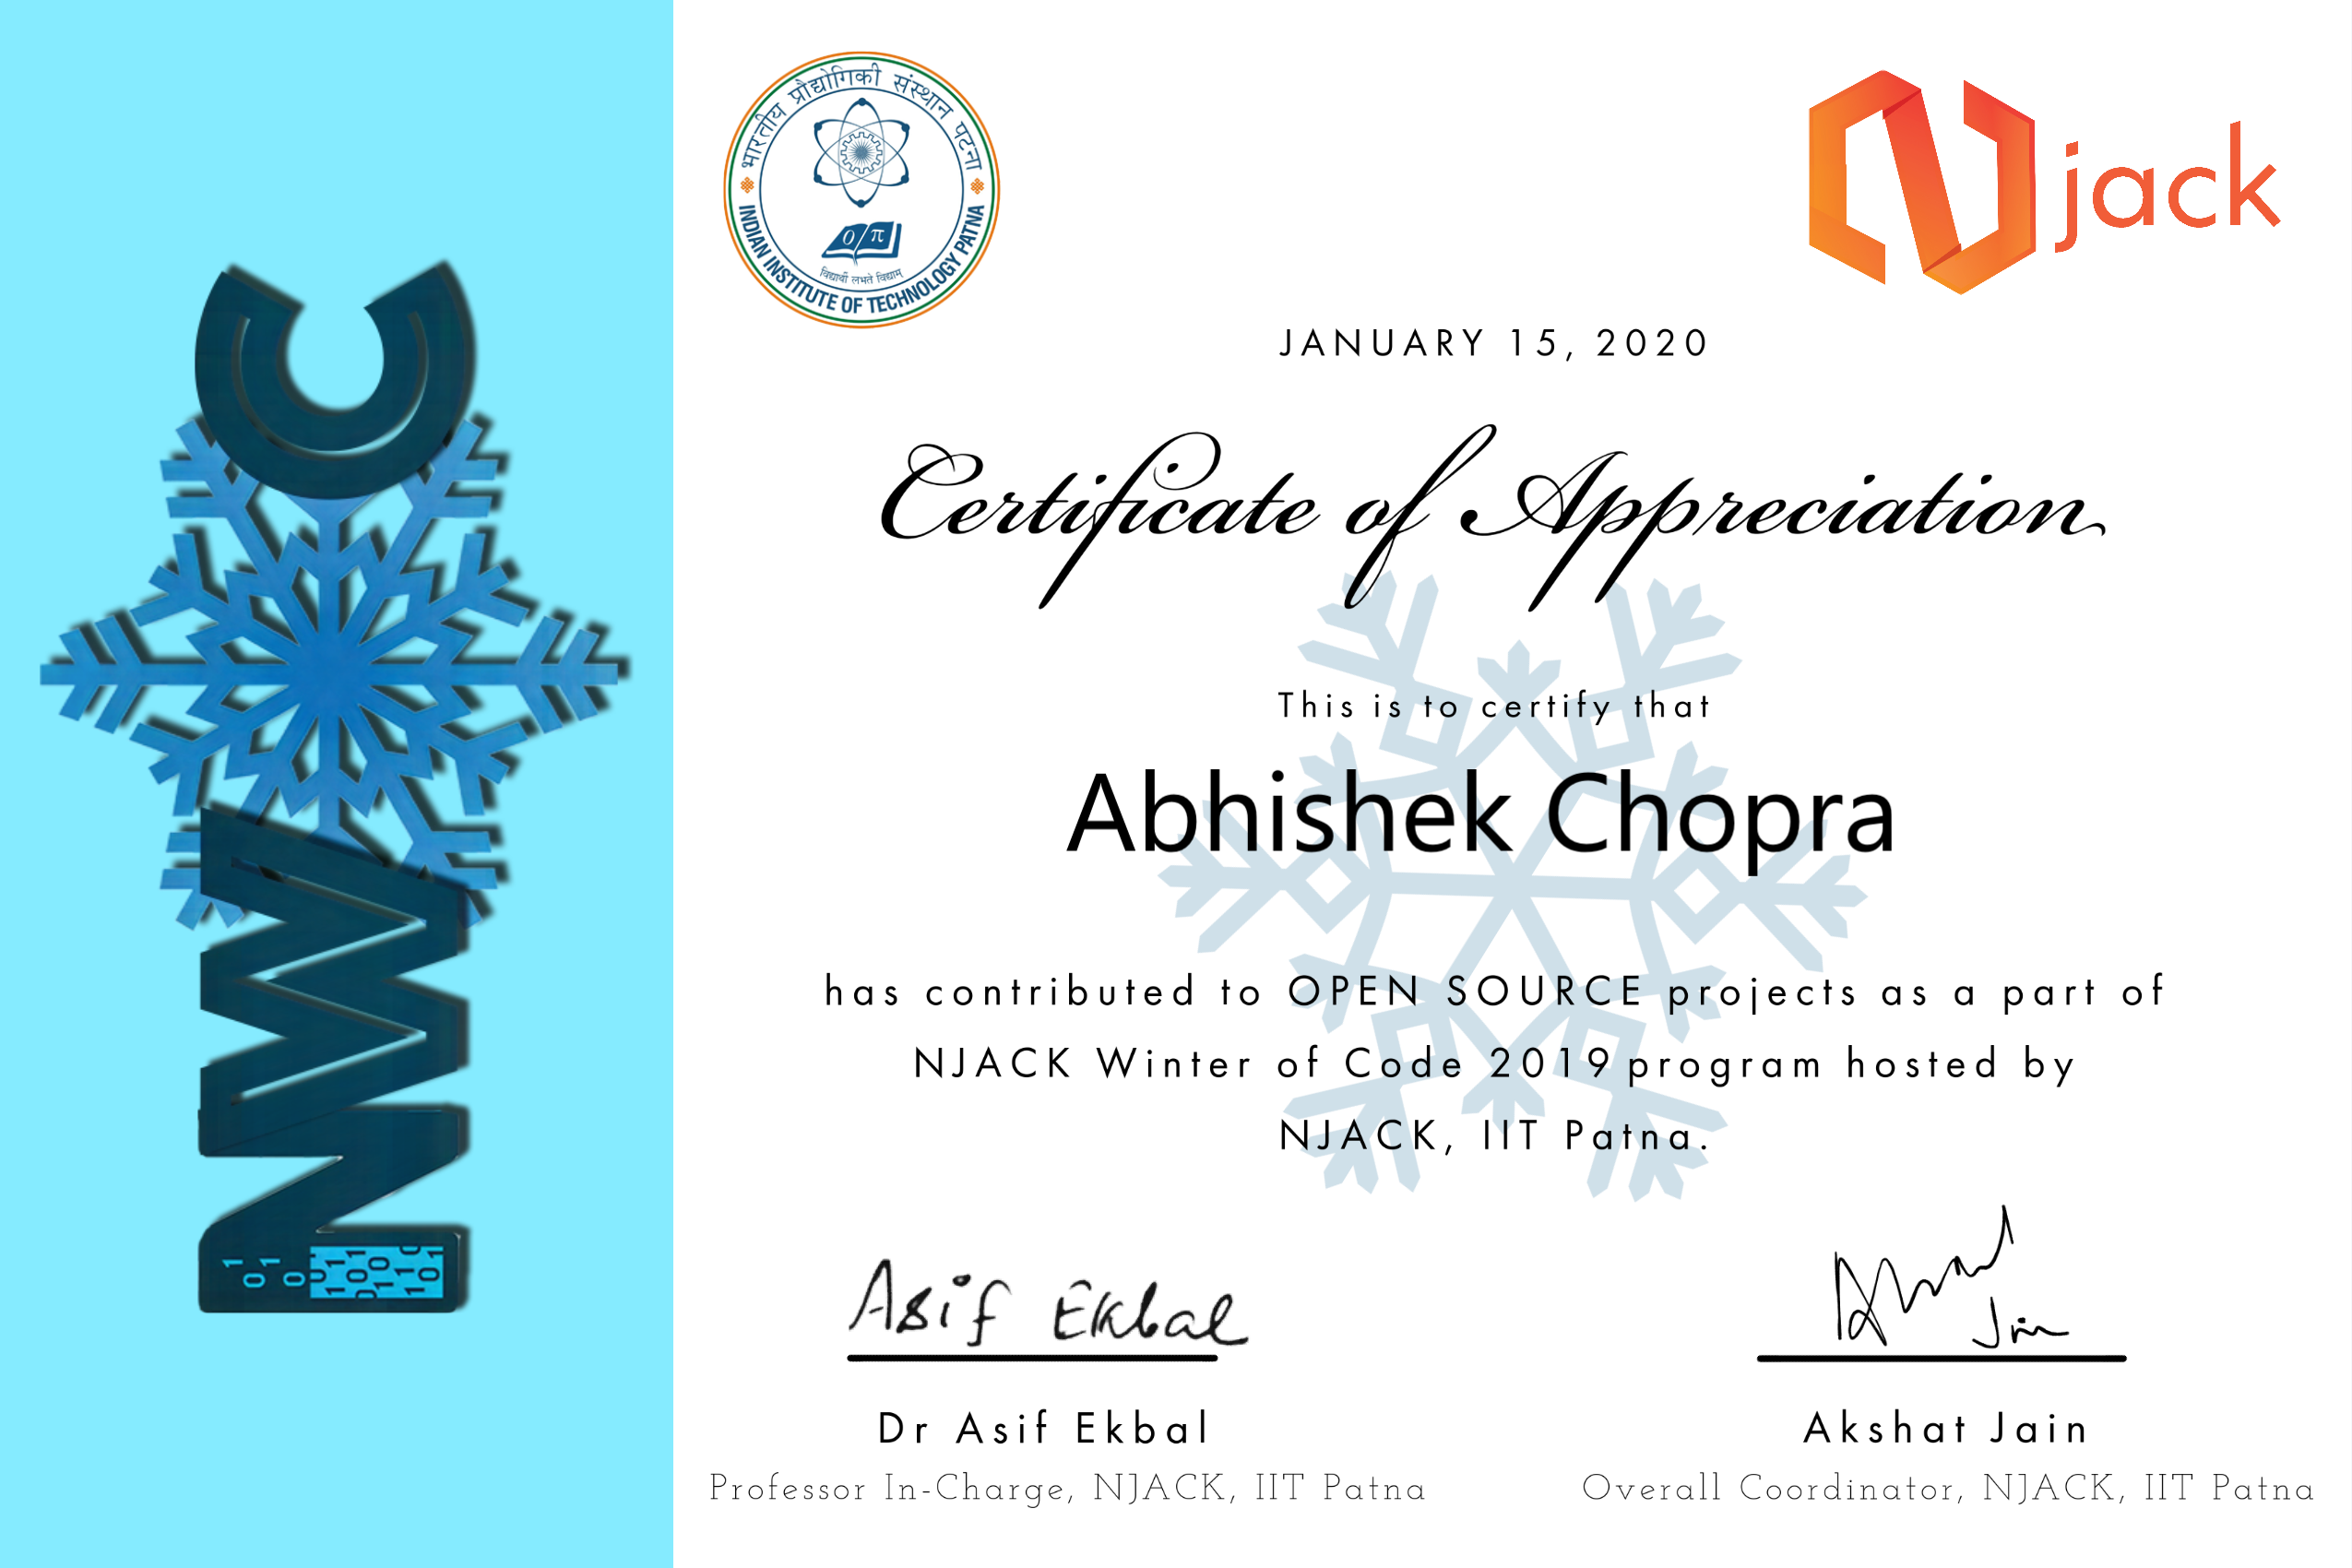 भारतीय प्रौद्योगिकी संस्थान पटना
0 π
विद्यार्थी लभते विद्याम्
INDIAN INSTITUTE OF TECHNOLOGY PATNA
Njack
JANUARY 15, 2020
Certificate of Appreciation
This is to certify that
Abhishek Chopra
has contributed to OPEN SOURCE projects as a part of
NJACK Winter of Code 2019 program hosted by
NJACK, IIT Patna.
Asif Ekbal
Jain
Dr Asif Ekbal
Akshat Jain
Professor In-Charge, NJACK, IIT Patna
Overall Coordinator, NJACK, IIT Patna
NWC